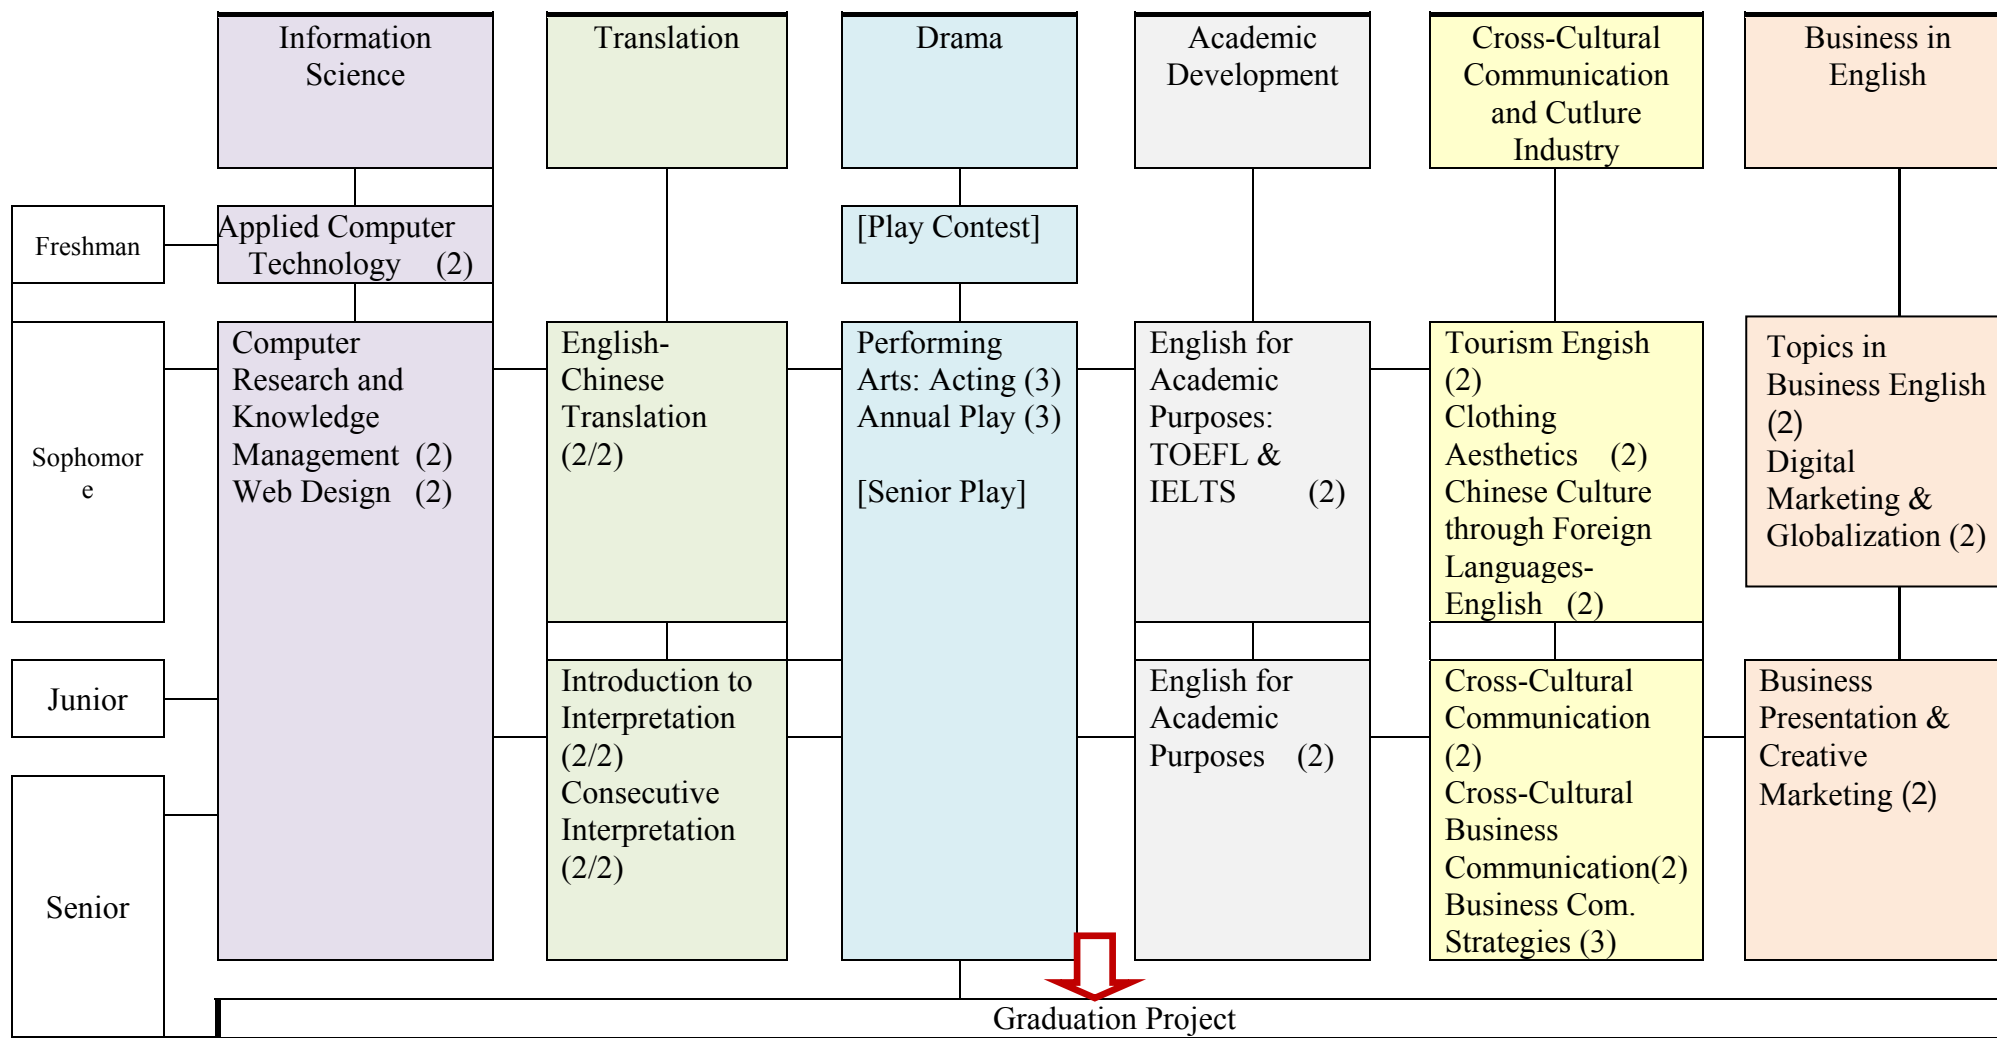 Information
Science
Translation
Drama
Academic
Development
Cross-Cultural
Communication
and Cutlure
Industry
Business in
English
Freshman
Applied Computer
Technology (2)
[Play Contest]
Sophomor
e
Computer
Research and
Knowledge
Management (2)
Web Design (2)
English-
Chinese
Translation
(2/2)
Performing
Arts: Acting (3)
Annual Play (3)
[Senior Play]
English for
Academic
Purposes:
TOEFL &
IELTS (2)
Tourism Engish
(2)
Clothing
Aesthetics (2)
Chinese Culture
through Foreign
Languages-
English (2)
Topics in
Business English
(2)
Digital
Marketing &
Globalization (2)
Junior
Introduction to
Interpretation
(2/2)
Consecutive
Interpretation
(2/2)
English for
Academic
Purposes (2)
Cross-Cultural
Communication
(2)
Cross-Cultural
Business
Communication(2)
Business Com.
Strategies (3)
Business
Presentation &
Creative
Marketing (2)
Senior
Graduation Project